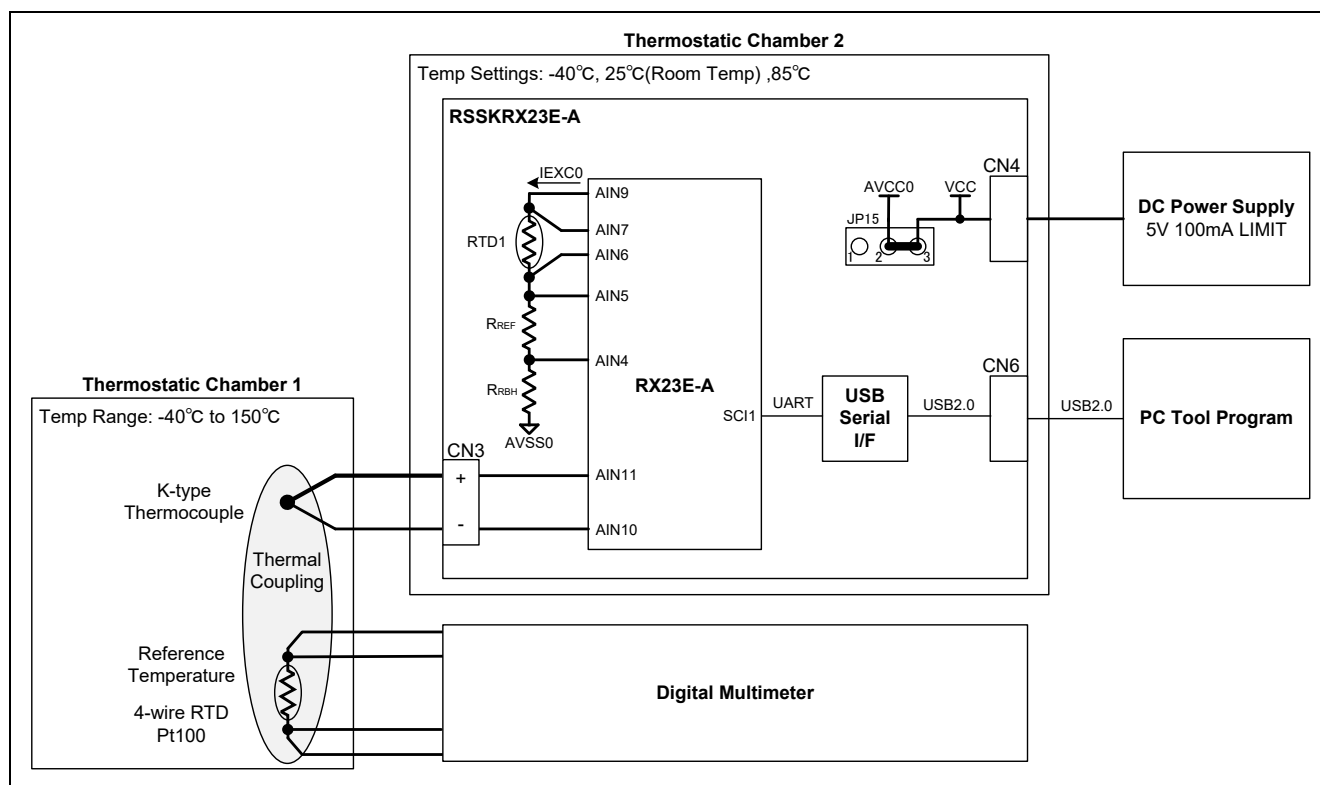 Thermostatic Chamber 2
Temp Settings: -40℃, 25℃(Room Temp) ,85℃
RSSKRX23E-A
IEXC0
AIN9
AIN7
RTD1
AIN6
AIN5
RREF
AIN4
RRBH
AVSS0
RX23E-A
SCI1
AIN11
AIN10
AVCC0
VCC
JP15
1
2
3
CN4
DC Power Supply
5V 100mA LIMIT
UART
USB
Serial
I/F
USB2.0
CN6
USB2.0
PC Tool Program
Thermostatic Chamber 1
Temp Range: -40℃ to 150℃
CN3
+
-
K-type
Thermocouple
Thermal
Coupling
Reference
Temperature
4-wire RTD
Pt100
Digital Multimeter